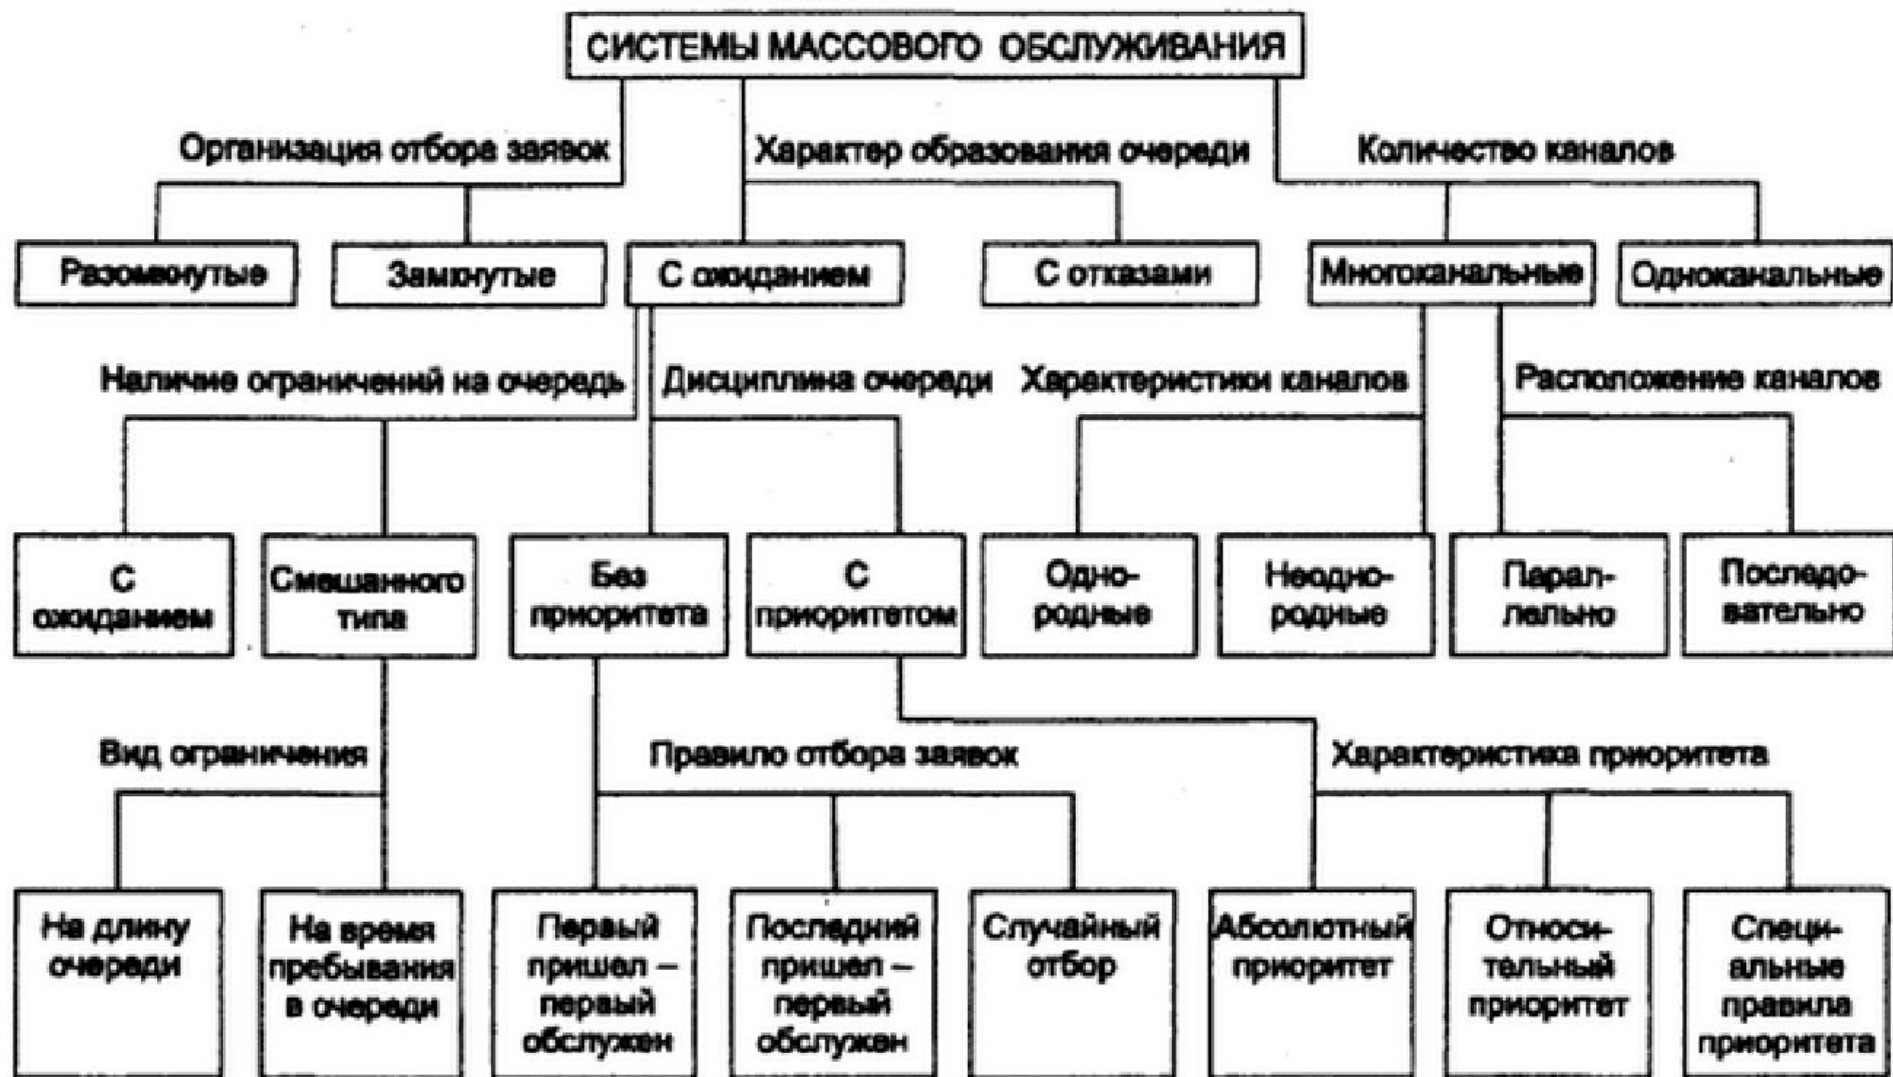 СИСТЕМЫ МАССОВОГО ОБСЛУЖИВАНИЯ
Организация отбора заявок
Характер образования очереди
Количество каналов
Разомкнутые
Замкнутые
С ожиданием
С отказами
Многоканальные
Одноканальные
Наличие ограничений на очередь
Дисциплина очереди
Характеристики каналов
Расположение каналов
С
ожиданием
Смешанного
типа
Без
приоритета
С
приоритетом
Одно-
родные
Неодно-
родные
Парал-
лельно
Последо-
вательно
Вид ограничения
Правило отбора заявок
Характеристика приоритета
На длину
очереди
На время
пребывания
в очереди
Первый
пришел –
первый
обслужен
Последний
пришел –
первый
обслужен
Случайный
отбор
Абсолютный
приоритет
Относи-
тельный
приоритет
Специ-
альные
правила
приоритета